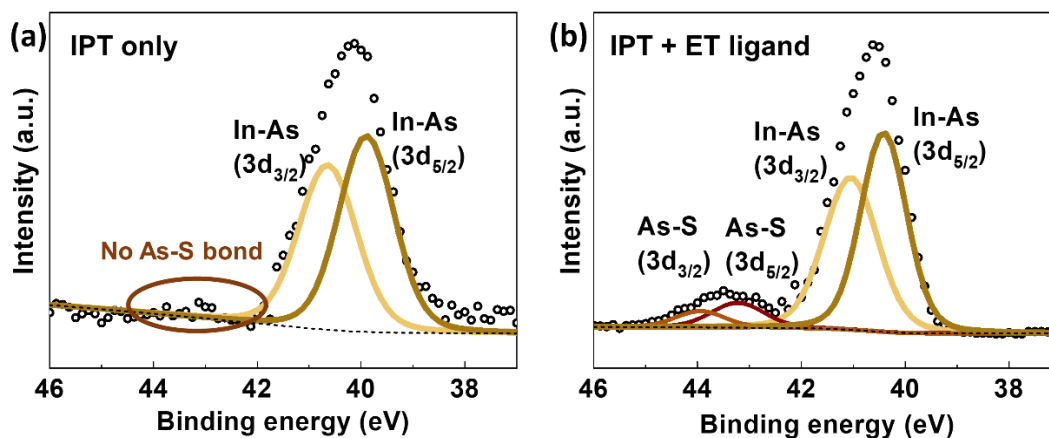 (a) IPT only
In-As
(3d3/2)
In-As
(3d5/2)
No As-S bond
Intensity (a.u.)
46 44 42 40 38
Binding energy (eV)
(b) IPT + ET ligand
In-As
(3d3/2)
In-As
(3d5/2)
As-S
(3d3/2)
As-S
(3d5/2)
Intensity (a.u.)
46 44 42 40 38
Binding energy (eV)